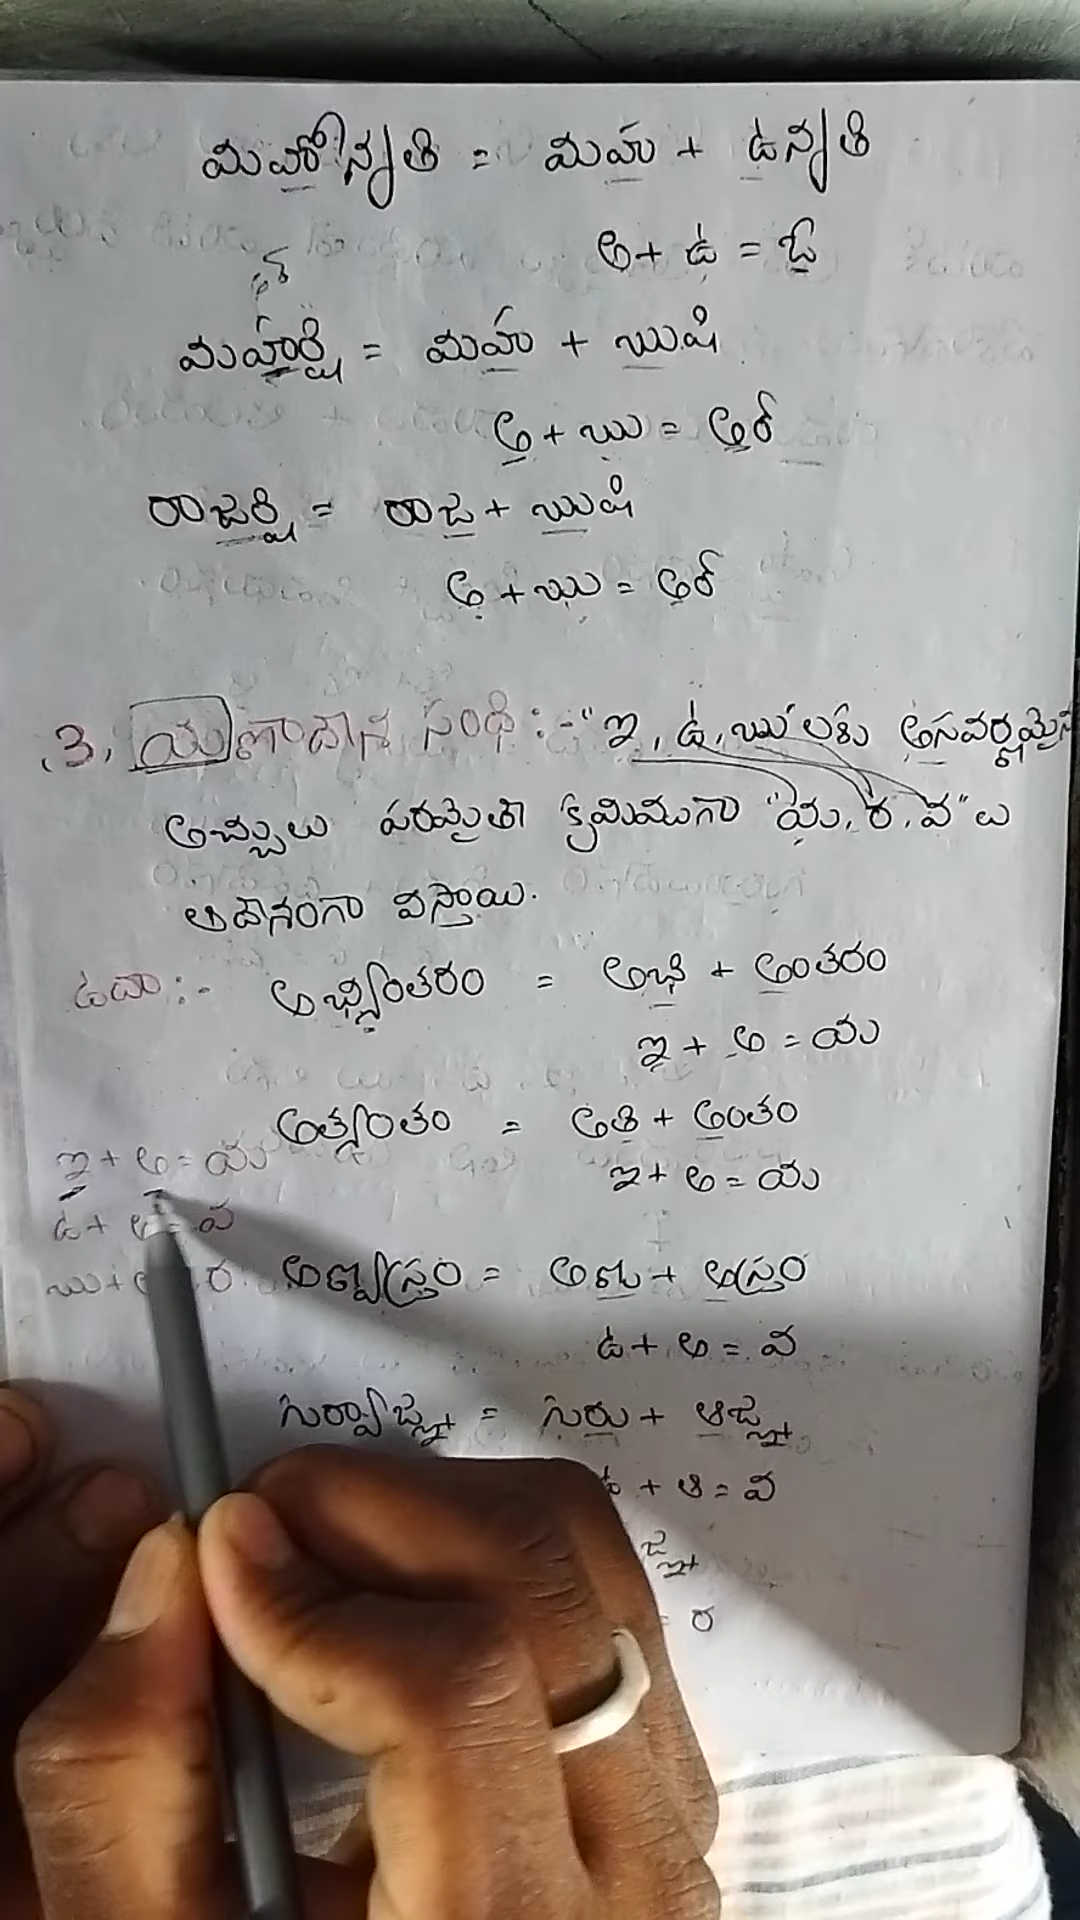 మహోన్నతి = మహ + ఉన్నతి
అ + ఉ = ఓ
మహర్షి = మహ + ఋషి
అ + ఋ = అర్
రాజర్షి = రాజ + ఋషి
అ + ఋ = అర్
3, యణాదేశ సంధి :- "ఇ, ఉ, ఋ"లకు అసవర్ణమైన
అచ్చులు పరమైతే క్రమముగా "య, ర, వ"లు
ఆదేశంగా వస్తాయి.
ఉదా :- అభ్యంతరం = అభి + అంతరం
ఇ + అ = య
అత్యంతం = అతి + అంతం
ఇ + అ = య
ఇ + అ = య
ఉ + అ = వ
ఋ + ర
అణ్వస్త్రం = అణు + అస్త్రం
ఉ + అ = వ
గుర్వాజ్ఞ = గురు + ఆజ్ఞ
+ ఆ = వ
జ్ఞ
= ర